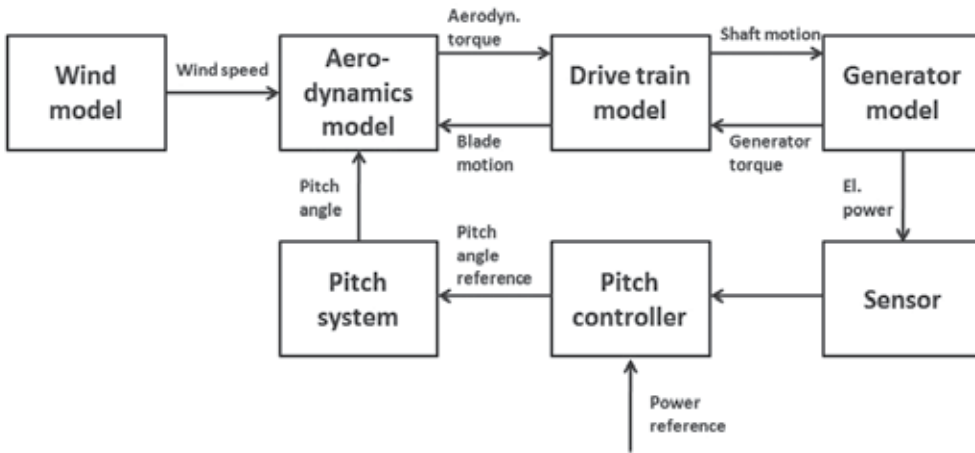 Wind
model
Wind speed
Aero-
dynamics
model
Aerodyn.
torque
Blade
motion
Drive train
model
Shaft motion
Generator
torque
Generator
model
Pitch
angle
El.
power
Pitch
system
Pitch
angle
reference
Pitch
controller
Sensor
Power
reference